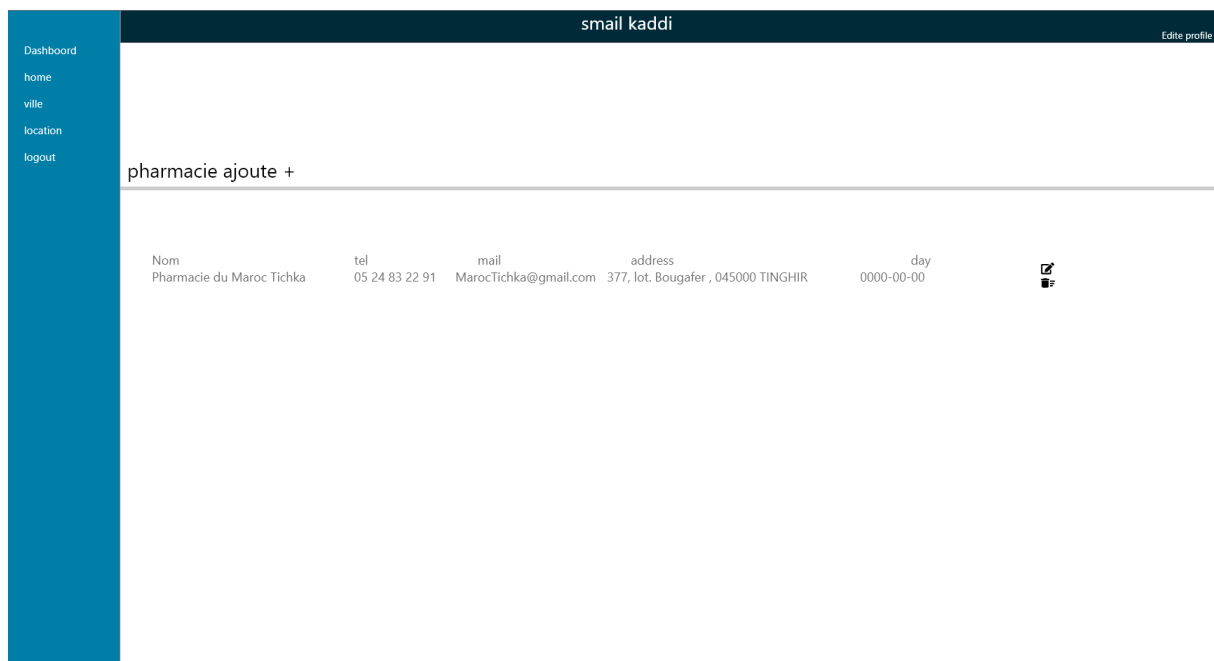 smail kaddi
Edite profile
Dashboord
home
ville
location
logout
pharmacie ajoute +
Nom tel mail address day
Pharmacie du Maroc Tichka 05 24 83 22 91 MarocTichka@gmail.com 377, lot. Bougafer , 045000 TINGHIR 0000-00-00